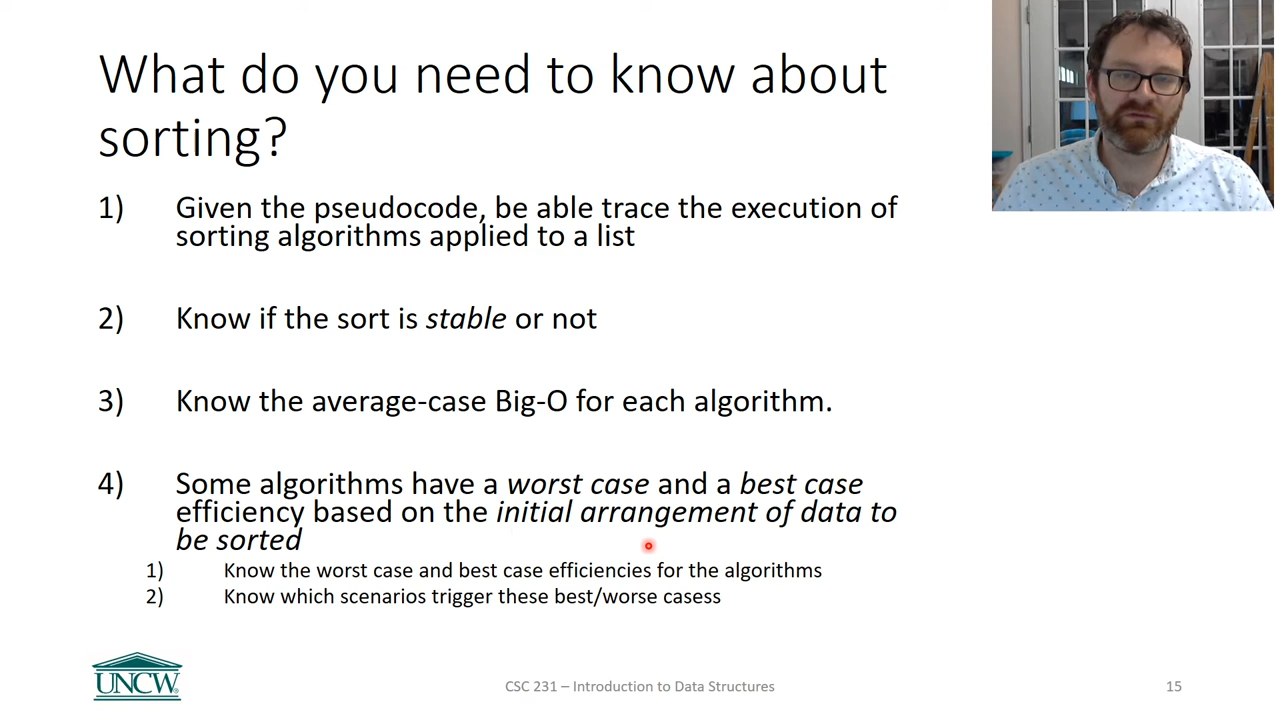 What do you need to know about
sorting?
1) Given the pseudocode, be able trace the execution of
sorting algorithms applied to a list
2) Know if the sort is stable or not
3) Know the average-case Big-O for each algorithm.
4) Some algorithms have a worst case and a best case
efficiency based on the initial arrangement of data to
be sorted
1) Know the worst case and best case efficiencies for the algorithms
2) Know which scenarios trigger these best/worse casess
UNCW
CSC 231 – Introduction to Data Structures
15